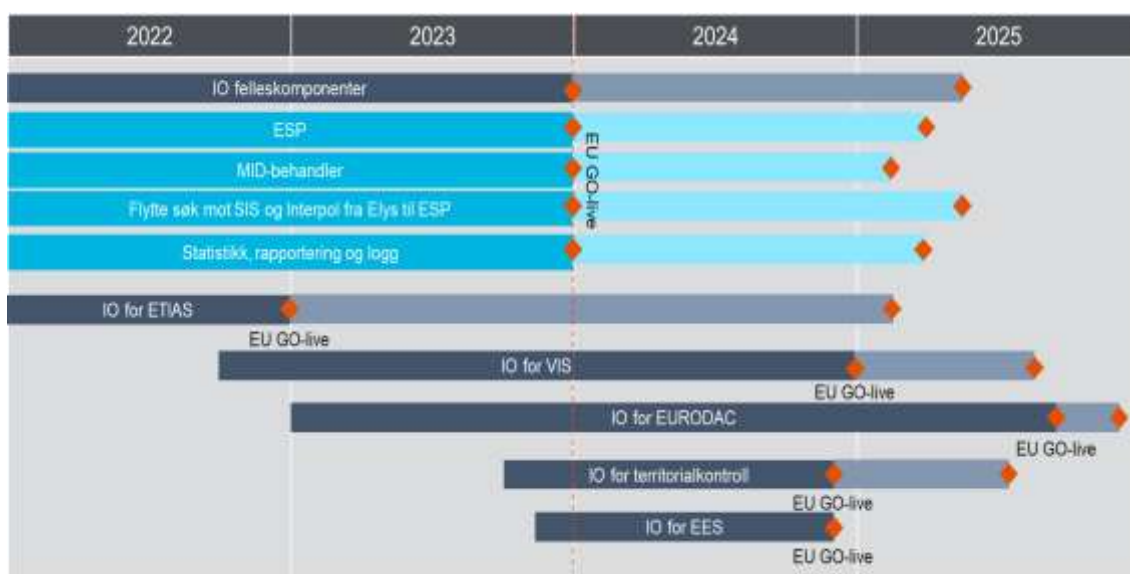 2022 2023 2024 2025
IO felleskomponenter
ESP
EU GO-live
MID-behandler
Flytte søk mot SIS og Interpol fra Elys til ESP
Statistikk, rapportering og logg
IO for ETIAS
EU GO-live
IO for VIS
EU GO-live
IO for EURODAC
EU GO-live
IO for territorialkontroll
EU GO-live
IO for EES
EU GO-live